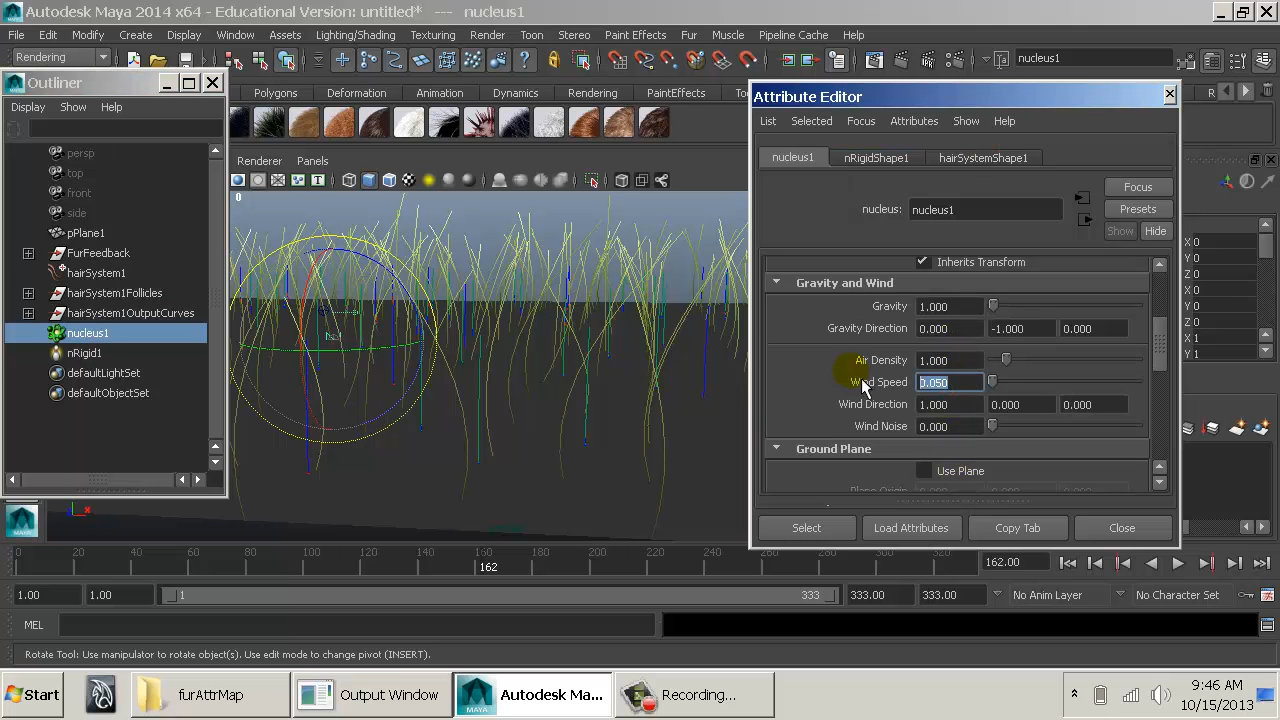 Autodesk Maya 2014 x64 - Educational Version: untitled* --- nucleus1
File Edit Modify Create Display Window Assets Lighting/Shading Texturing Render Toon Stereo Paint Effects Fur Muscle Pipeline Cache Help
Rendering
nucleus1
Outliner
Display Show Help
Polygons Deformation Animation Dynamics Rendering PaintEffects
R
Renderer Panels
persp
top
front
side
pPlane1
FurFeedback
hairSystem1
hairSystem1Follicles
hairSystem1OutputCurves
nucleus1
nRigid1
defaultLightSet
defaultObjectSet
0
Attribute Editor
List Selected Focus Attributes Show Help
nucleus1 nRigidShape1 hairSystemShape1
nucleus: nucleus1
Focus
Presets
Show Hide
Inherits Transform
Gravity and Wind
Gravity 1.000
Gravity Direction 0.000 -1.000 0.000
Air Density 1.000
Wind Speed 0.050
Wind Direction 1.000 0.000 0.000
Wind Noise 0.000
Ground Plane
Use Plane
Plane Origin 0.000 0.000 0.000
Select Load Attributes Copy Tab Close
X 0
Y 0
Z 0
X 0
Y 0
Z 0
X 1
Y 1
x
0 20 40 60 80 100 120 140 160 180 200 220 240
162
162.00
1.00 1.00 1 333 333.00 333.00 No Anim Layer No Character Set
MEL
Rotate Tool: Use manipulator to rotate object(s). Use edit mode to change pivot (INSERT).
Start furAttrMap Output Window Autodesk Ma... Recording... 9:46 AM
10/15/2013